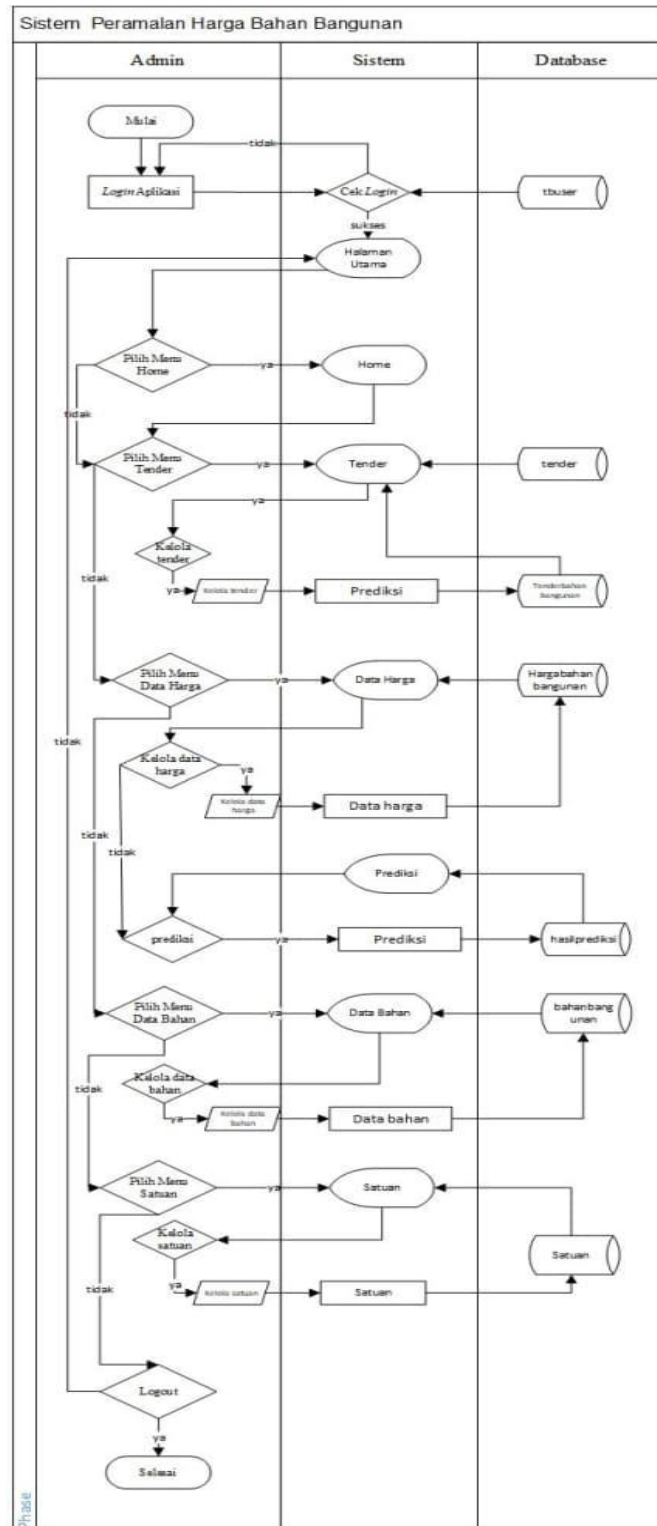 Sistem Peramalan Harga Bahan Bangunan
Admin
Sistem
Database
Mulai
tidak
Login Aplikasi
Cek Login
tbuser
sukses
Halaman
Utama
Pilih Menu
Home
ya
Home
tidak
Pilih Menu
Tender
ya
Tender
tender
ya
Kelola
tender
tidak
ya
Kelola tender
Prediksi
Tenderbahan
bangunan
Pilih Menu
Data Harga
ya
Data Harga
Hargabahan
bangunan
tidak
Kelola data
harga
ya
Kelola data
harga
Data harga
tidak
tidak
Prediksi
prediksi
ya
Prediksi
hasilprediksi
Pilih Menu
Data Bahan
ya
Data Bahan
bahanbang
unan
tidak
Kelola data
bahan
ya
Kelola data
bahan
Data bahan
Pilih Menu
Satuan
ya
Satuan
Kelola
satuan
Satuan
ya
tidak
Kelola satuan
Satuan
Logout
ya
Selesai
Phase